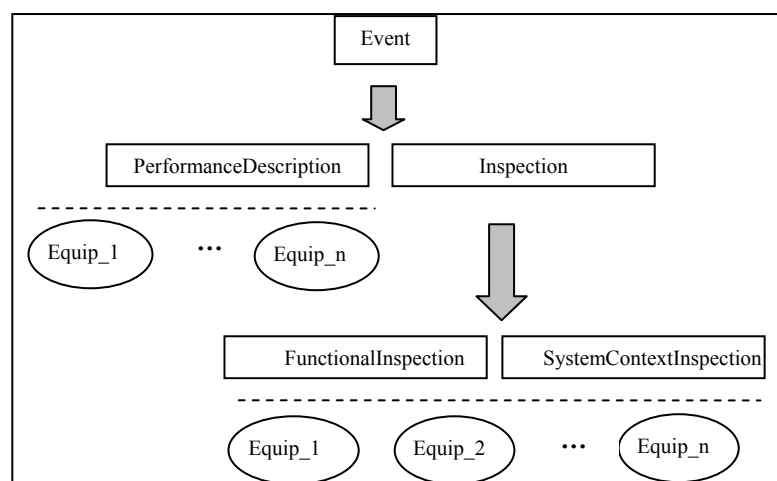 Event
PerformanceDescription Inspection
Equip_1 ... Equip_n
FunctionalInspection SystemContextInspection
Equip_1 Equip_2 ... Equip_n